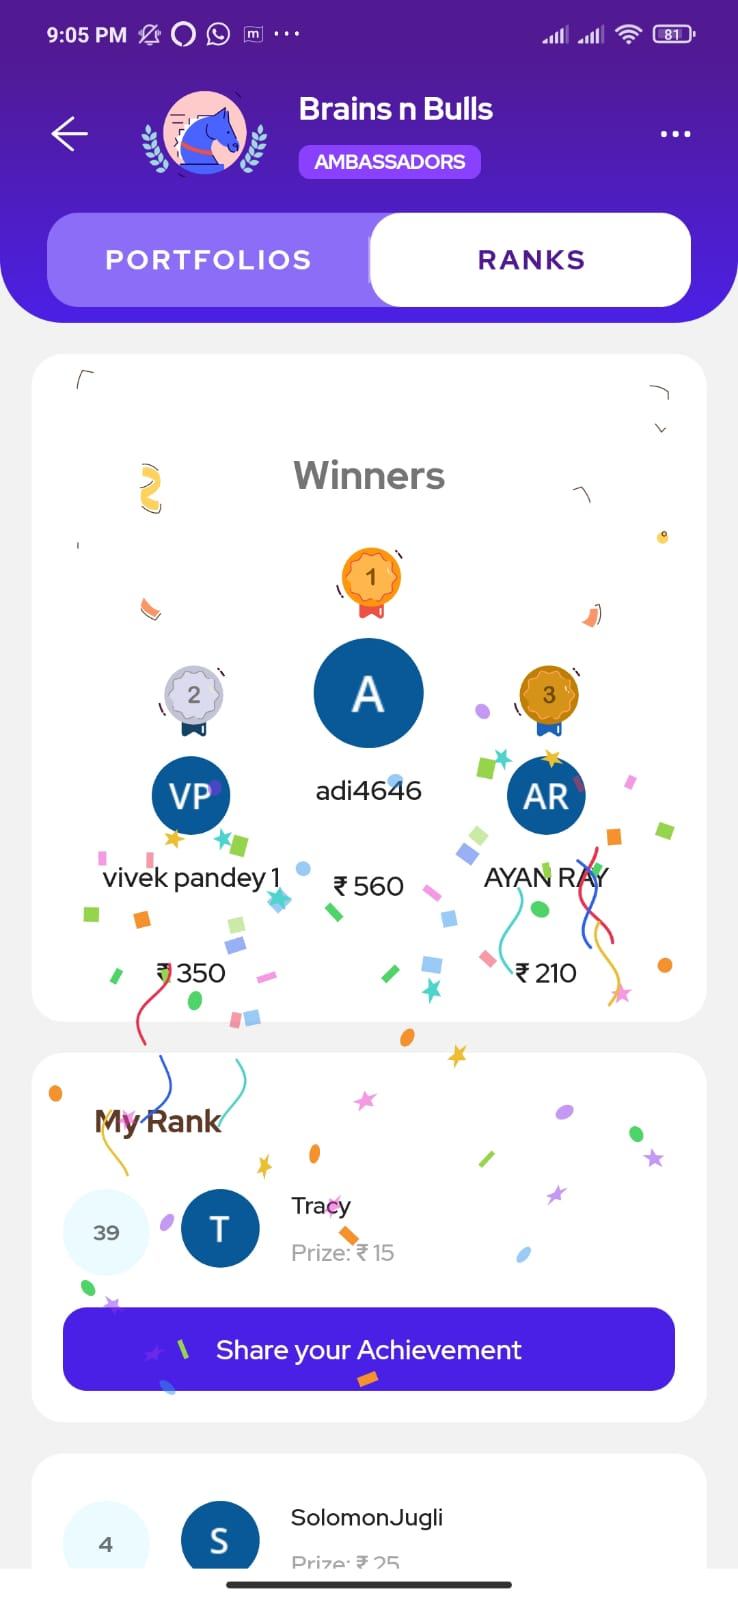 9:05 PM
81
Brains n Bulls
AMBASSADORS
PORTFOLIOS
RANKS
Winners
1
2
3
A
VP
AR
adi4646
vivek pandey 1
AYAN RAY
₹ 560
₹ 350
₹ 210
My Rank
39
T
Tracy
Prize: ₹ 15
Share your Achievement
4
S
SolomonJugli
Prize: ₹ 25